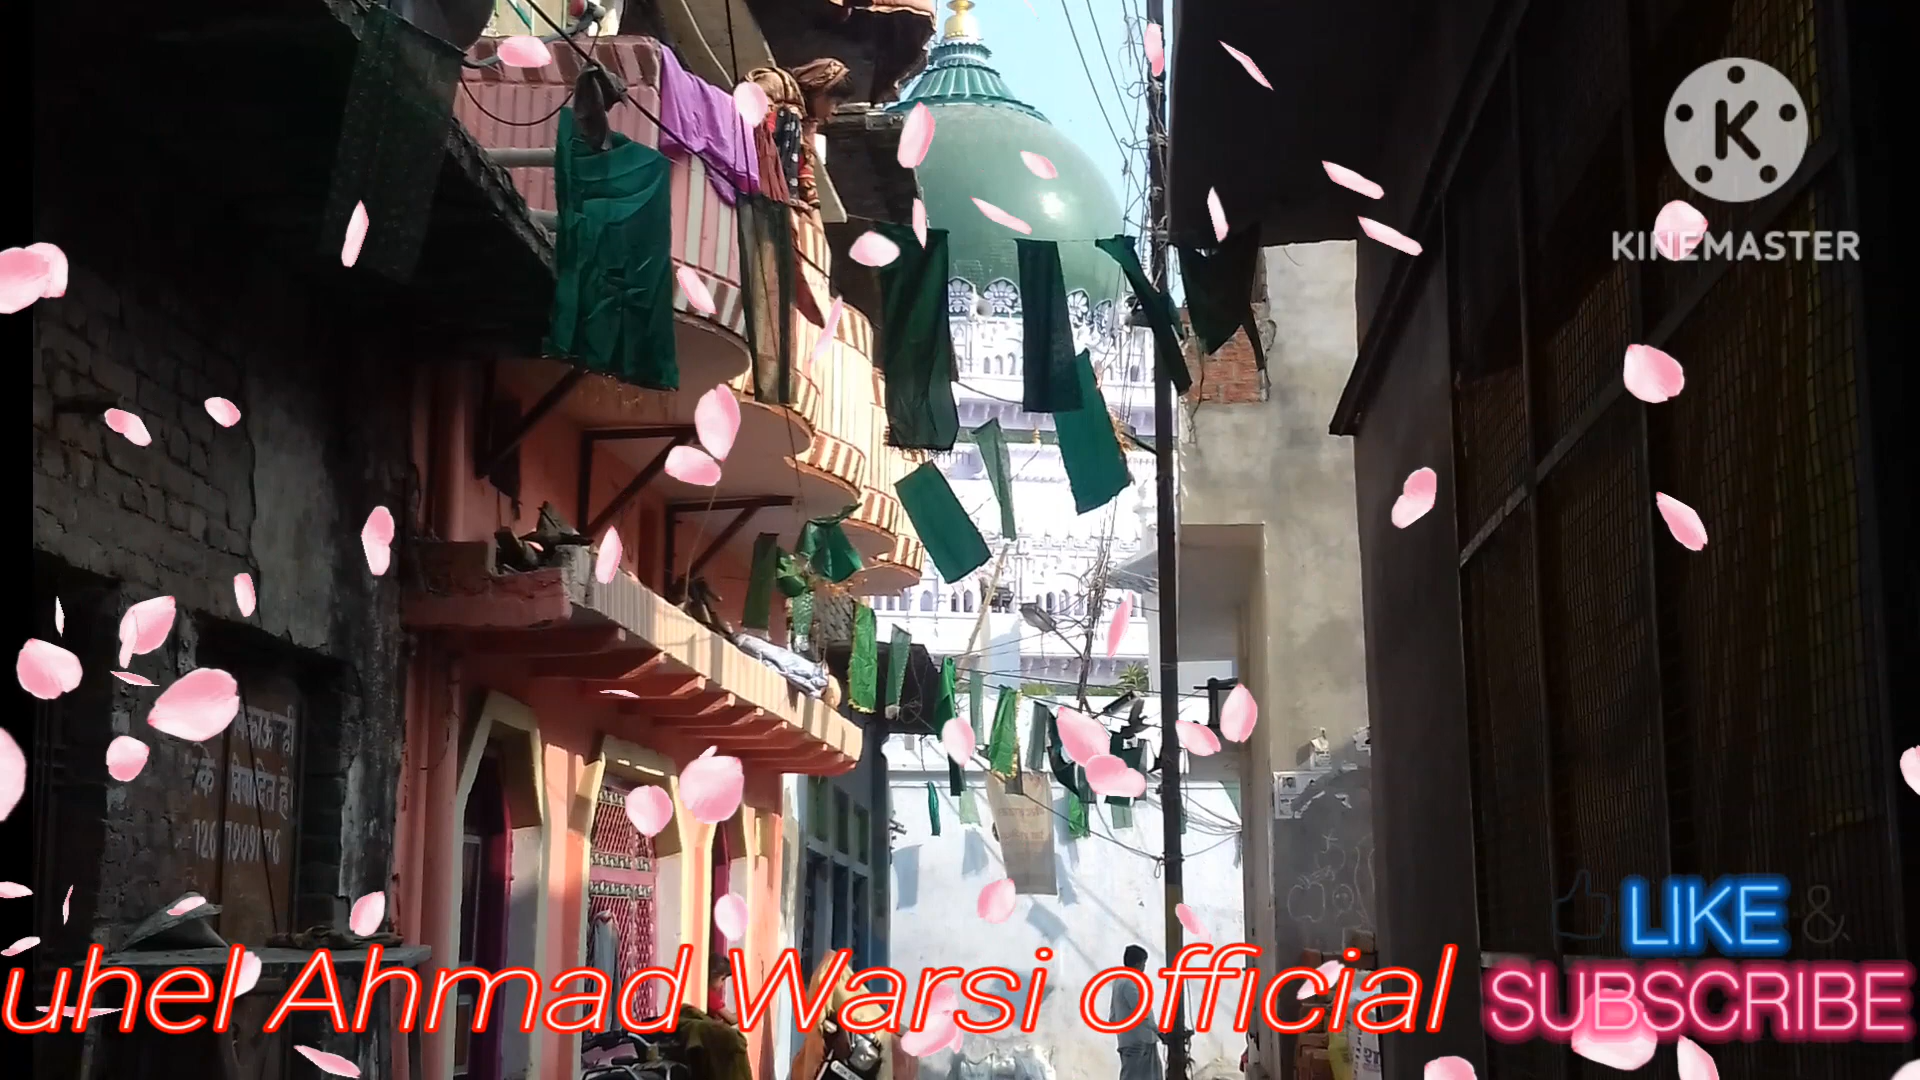 K
KINEMASTER
LIKE &
uhel Ahmad Warsi official
SUBSCRIBE